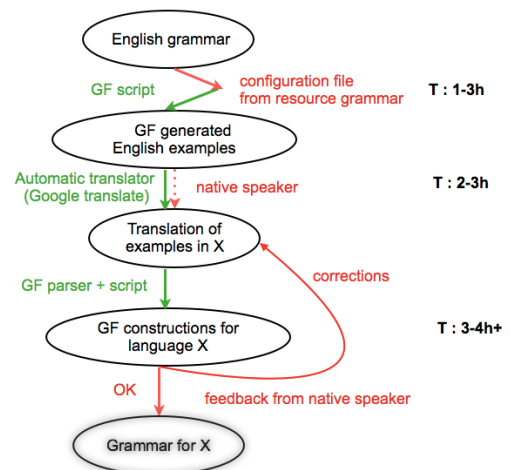 English grammar
GF script
configuration file
from resource grammar
T : 1-3h
GF generated
English examples
Automatic translator
(Google translate)
native speaker
T : 2-3h
Translation of
examples in X
corrections
GF parser + script
GF constructions for
language X
T : 3-4h+
OK
feedback from native speaker
Grammar for X